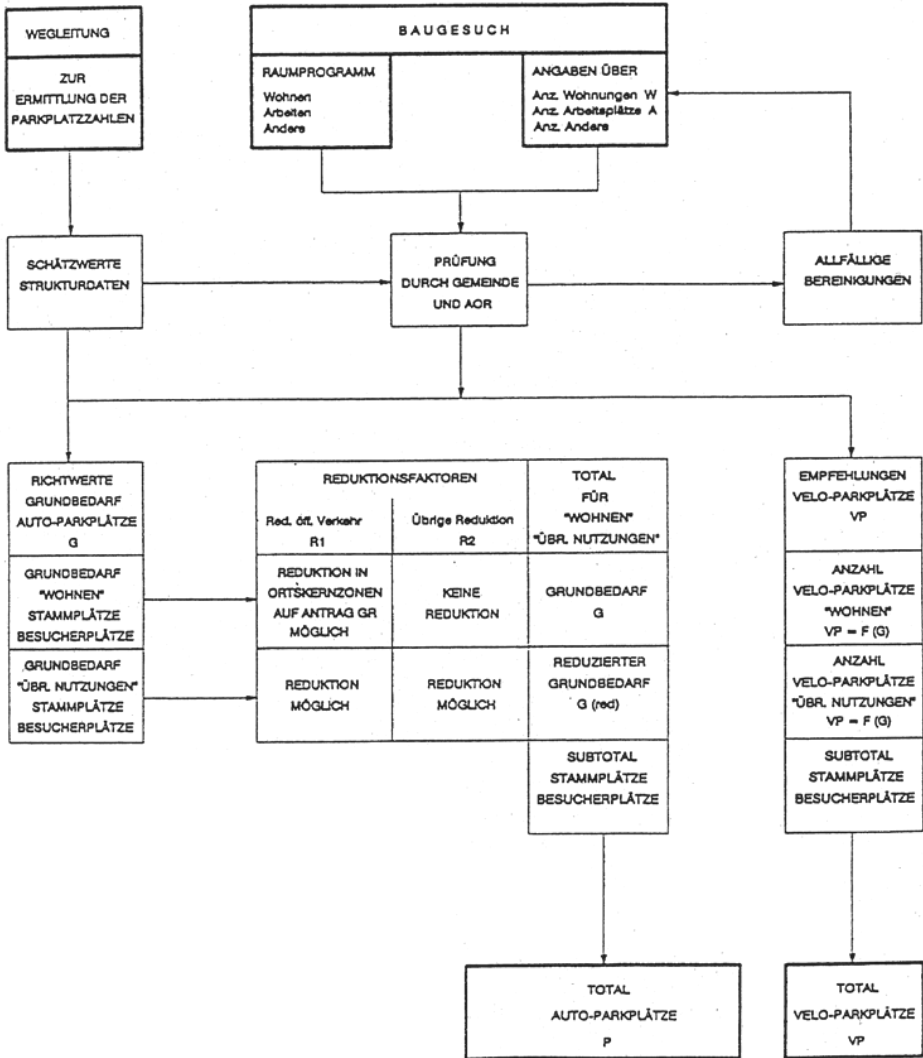 WEGLEITUNG
ZUR
ERMITTLUNG DER
PARKPLATZZAHLEN
BAUGESUCH
RAUMPROGRAMM
Wohnen
Arbeiten
Andere
ANGABEN ÜBER
Anz. Wohnungen W
Anz. Arbeitsplätze A
Anz. Andere
SCHÄTZWERTE
STRUKTURDATEN
PRÜFUNG
DURCH GEMEINDE
UND AOR
ALLFÄLLIGE
BEREINIGUNGEN
RICHTWERTE
GRUNDBEDARF
AUTO-PARKPLÄTZE
G
GRUNDBEDARF
"WOHNEN"
STAMMPLÄTZE
BESUCHERPLÄTZE
GRUNDBEDARF
"ÜBR. NUTZUNGEN"
STAMMPLÄTZE
BESUCHERPLÄTZE
REDUKTIONSFAKTOREN
Red. öff. Verkehr
R1
Übrige Reduktion
R2
TOTAL
FÜR
"WOHNEN"
"ÜBR. NUTZUNGEN"
REDUKTION IN
ORTSKERNZONEN
AUF ANTRAG GR
MÖGLICH
KEINE
REDUKTION
GRUNDBEDARF
G
REDUKTION
MÖGLICH
REDUKTION
MÖGLICH
REDUZIERTER
GRUNDBEDARF
G (red)
SUBTOTAL
STAMMPLÄTZE
BESUCHERPLÄTZE
EMPFEHLUNGEN
VELO-PARKPLÄTZE
VP
ANZAHL
VELO-PARKPLÄTZE
"WOHNEN"
VP = F (G)
ANZAHL
VELO-PARKPLÄTZE
"ÜBR. NUTZUNGEN"
VP = F (G)
SUBTOTAL
STAMMPLÄTZE
BESUCHERPLÄTZE
TOTAL
AUTO-PARKPLÄTZE
P
TOTAL
VELO-PARKPLÄTZE
VP